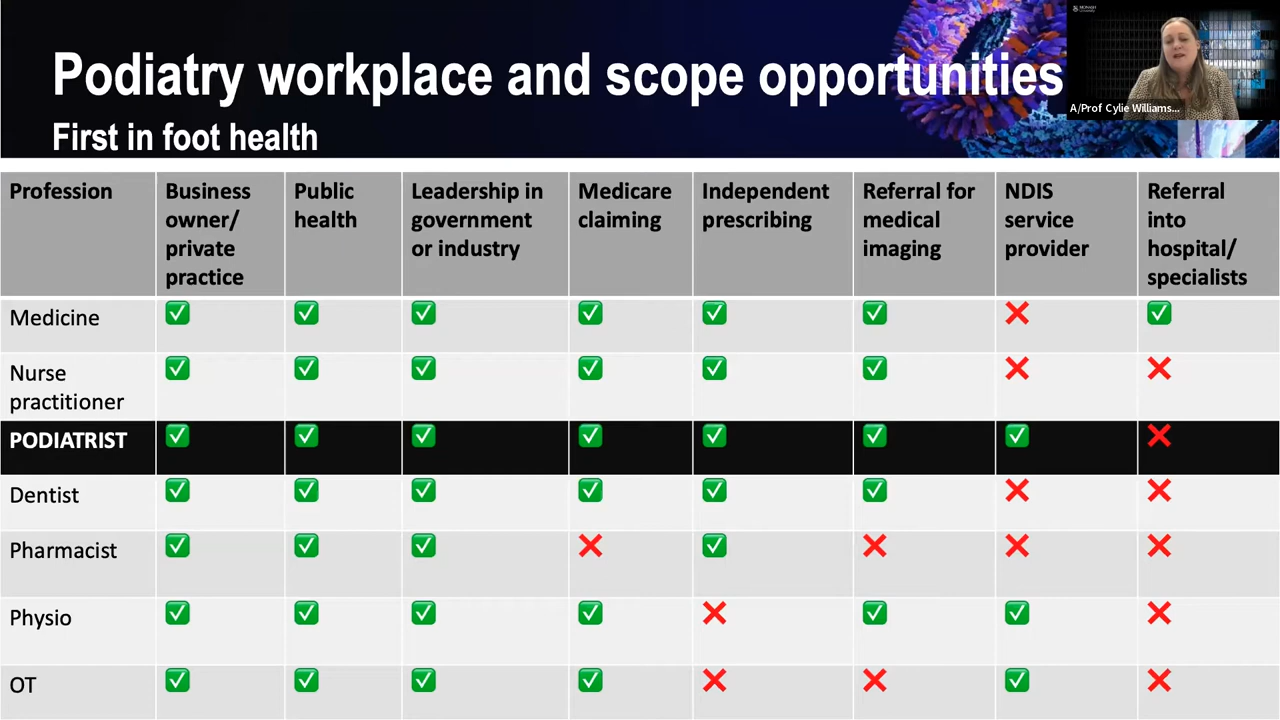 MONASH University
Podiatry workplace and scope opportunities
A/Prof Cylie Williams...
First in foot health
Profession
Business
owner/
private
practice
Public
health
Leadership in
government
or industry
Medicare
claiming
Independent
prescribing
Referral for
medical
imaging
NDIS
service
provider
Referral
into
hospital/
specialists
Medicine
✅ ✅ ✅ ✅ ✅ ✅ ❌ ✅
Nurse
practitioner
✅ ✅ ✅ ✅ ✅ ✅ ❌ ❌
PODIATRIST
✅ ✅ ✅ ✅ ✅ ✅ ✅ ❌
Dentist
✅ ✅ ✅ ✅ ✅ ✅ ❌ ❌
Pharmacist
✅ ✅ ✅ ❌ ✅ ❌ ❌ ❌
Physio
✅ ✅ ✅ ✅ ❌ ✅ ✅ ❌
OT
✅ ✅ ✅ ✅ ❌ ❌ ✅ ❌